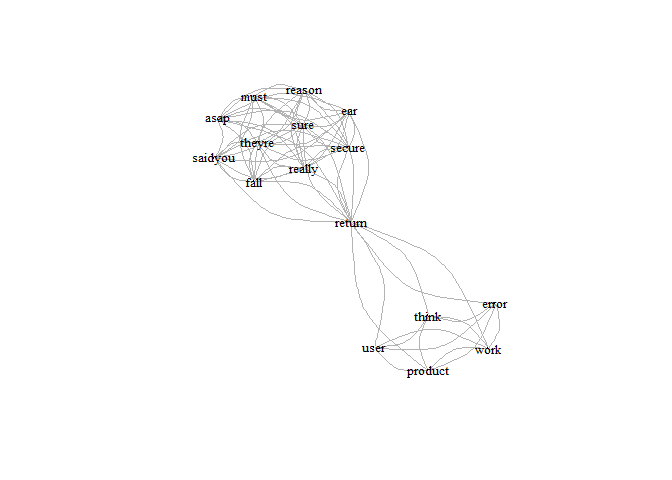 reason
must
ear
asap
sure
theyre
secure
saidyou
really
fall
return
error
think
user
work
product